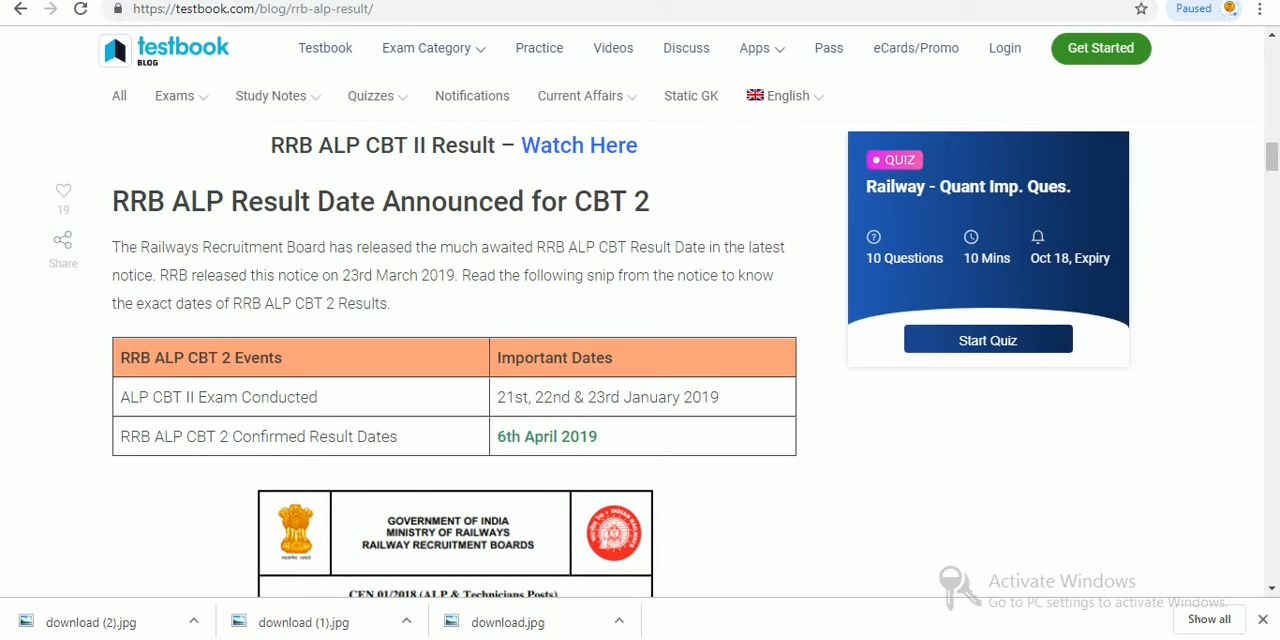 https://testbook.com/blog/rrb-alp-result/
Paused
testbook
BLOG
Testbook Exam Category Practice Videos Discuss Apps Pass eCards/Promo Login Get Started
All Exams Study Notes Quizzes Notifications Current Affairs Static GK English
RRB ALP CBT II Result – Watch Here
19
Share
RRB ALP Result Date Announced for CBT 2
The Railways Recruitment Board has released the much awaited RRB ALP CBT Result Date in the latest
notice. RRB released this notice on 23rd March 2019. Read the following snip from the notice to know
the exact dates of RRB ALP CBT 2 Results.
RRB ALP CBT 2 Events Important Dates
ALP CBT II Exam Conducted 21st, 22nd & 23rd January 2019
RRB ALP CBT 2 Confirmed Result Dates 6th April 2019
GOVERNMENT OF INDIA
MINISTRY OF RAILWAYS
RAILWAY RECRUITMENT BOARDS
CEN 01/2018 (ALP & Technicians Posts)
QUIZ
Railway - Quant Imp. Ques.
10 Questions 10 Mins Oct 18, Expiry
Start Quiz
Activate Windows
Go to PC settings to activate Windows.
download (2).jpg download (1).jpg download.jpg Show all